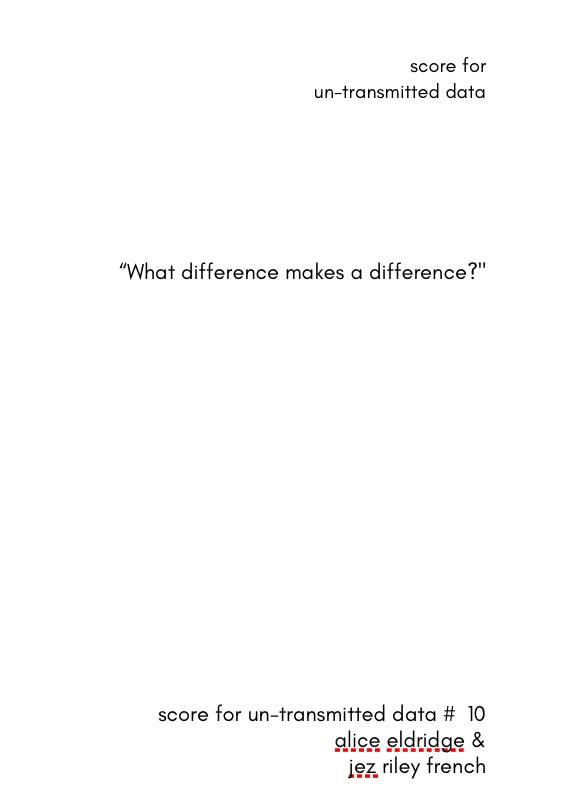 score for
un-transmitted data
“What difference makes a difference?"
score for un-transmitted data #  10
alice eldridge &
jez riley french